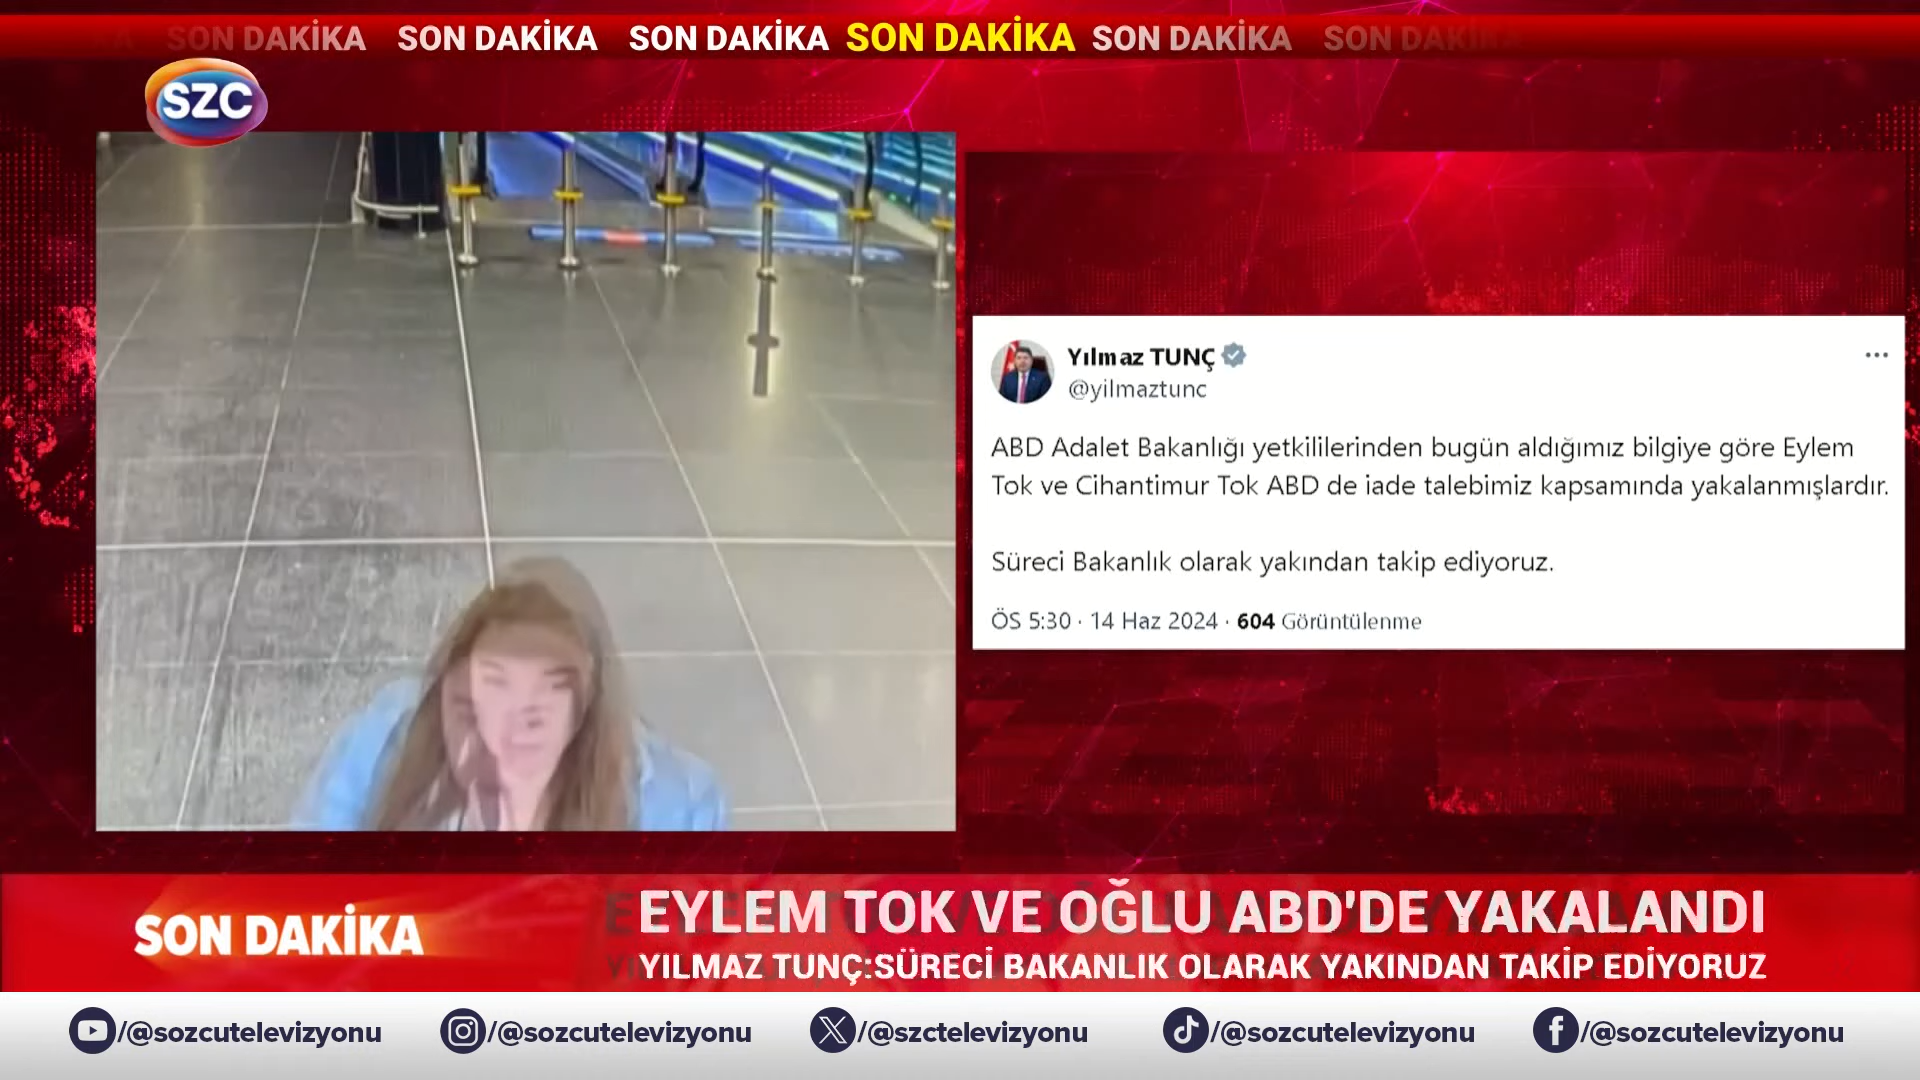 SON DAKİKA SON DAKİKA SON DAKİKA SON DAKİKA SON DAKİKA SON DAKİKA
SZC
Yılmaz TUNÇ
@yilmaztunc
ABD Adalet Bakanlığı yetkililerinden bugün aldığımız bilgiye göre Eylem
Tok ve Cihantimur Tok ABD de iade talebimiz kapsamında yakalanmışlardır.
Süreci Bakanlık olarak yakından takip ediyoruz.
ÖS 5:30 · 14 Haz 2024 · 604 Görüntülenme
SON DAKİKA
EYLEM TOK VE OĞLU ABD'DE YAKALANDI
YILMAZ TUNÇ:SÜRECİ BAKANLIK OLARAK YAKINDAN TAKİP EDİYORUZ
/@sozcutelevizyonu /@sozcutelevizyonu /@szctelevizyonu /@sozcutelevizyonu /@sozcutelevizyonu